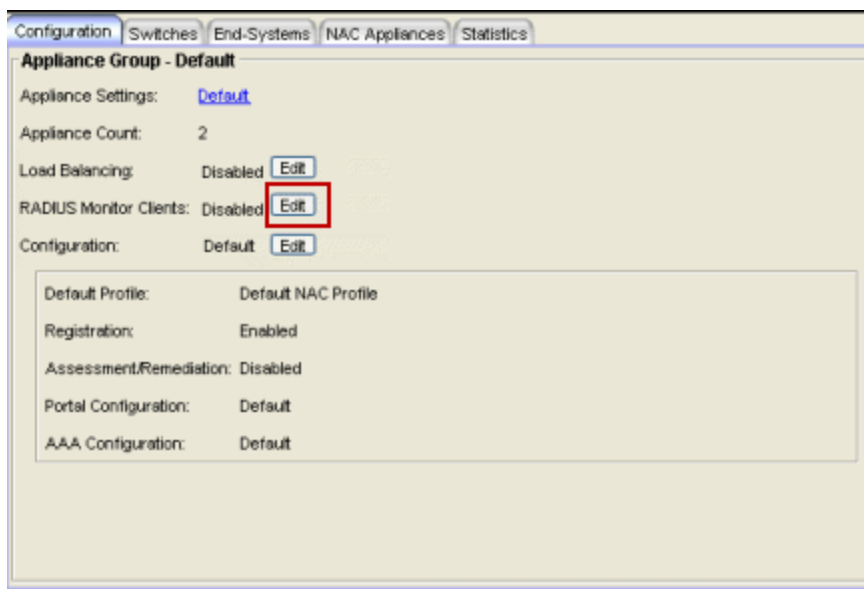 Configuration Switches End-Systems NAC Appliances Statistics
Appliance Group - Default
Appliance Settings: Default
Appliance Count: 2
Load Balancing: Disabled Edit
RADIUS Monitor Clients: Disabled Edit
Configuration: Default Edit
Default Profile: Default NAC Profile
Registration: Enabled
Assessment/Remediation: Disabled
Portal Configuration: Default
AAA Configuration: Default